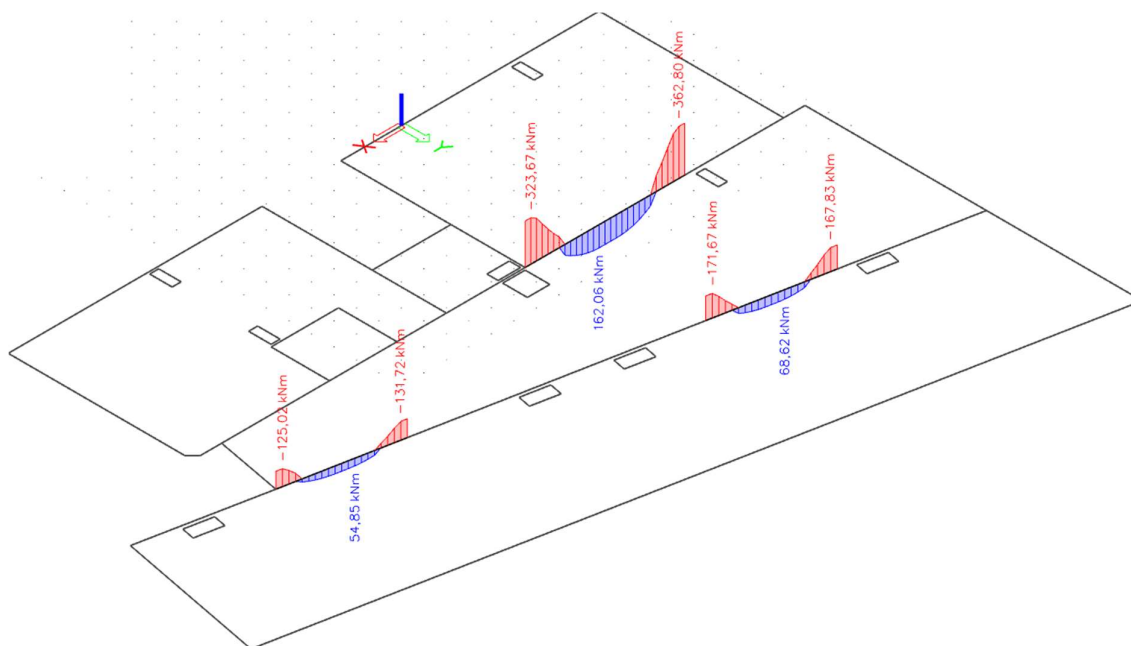 -362,80 kNm
X
Y
-323,67 kNm
-167,83 kNm
-171,67 kNm
162,06 kNm
68,62 kNm
-131,72 kNm
-125,02 kNm
54,85 kNm